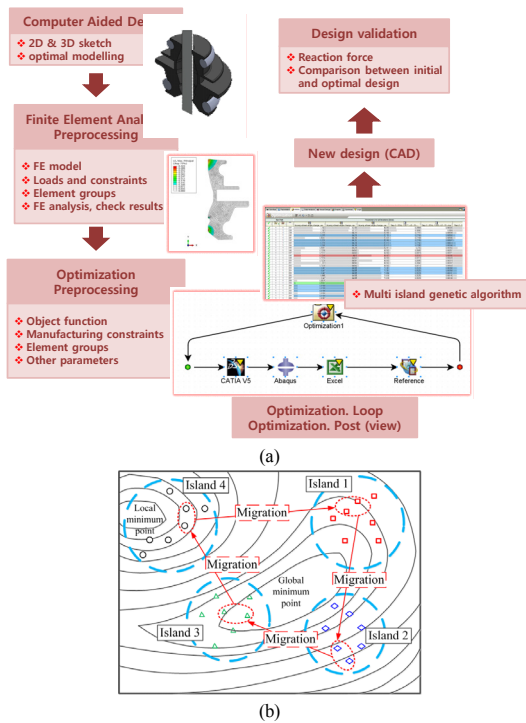 Computer Aided De
❖ 2D & 3D sketch
❖ optimal modelling
Finite Element Anal
Preprocessing
❖ FE model
❖ Loads and constraints
❖ Element groups
❖ FE analysis, check results
Optimization
Preprocessing
❖ Object function
❖ Manufacturing constraints
❖ Element groups
❖ Other parameters
Design validation
❖ Reaction force
❖ Comparison between initial
and optimal design
New design (CAD)
❖ Multi island genetic algorithm
Optimization1
CATIA V5
Abaqus
Excel
Reference
Optimization. Loop
Optimization. Post (view)
(a)
Island 4
Local
minimum
point
Migration
Island 1
Migration
Global
minimum
point
Migration
Island 3
Migration
Island 2
(b)